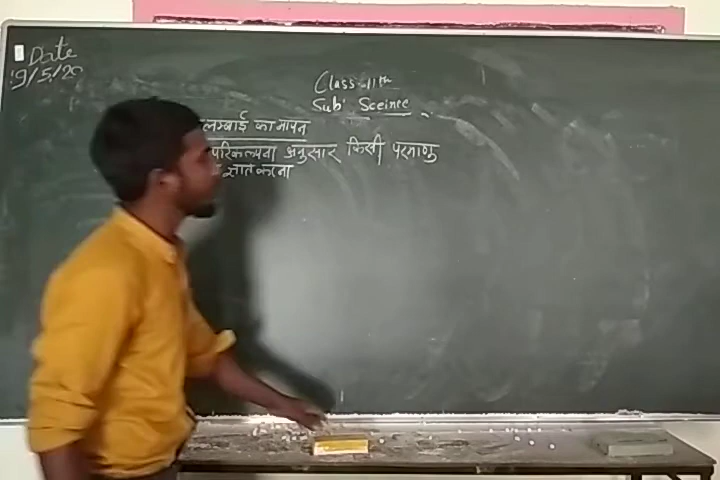 Date
19/5/20
Class-11th
Sub' Sceince
लम्बाई का मापन
परिकल्पना अनुसार किसी परमाणु
ज्ञात करना